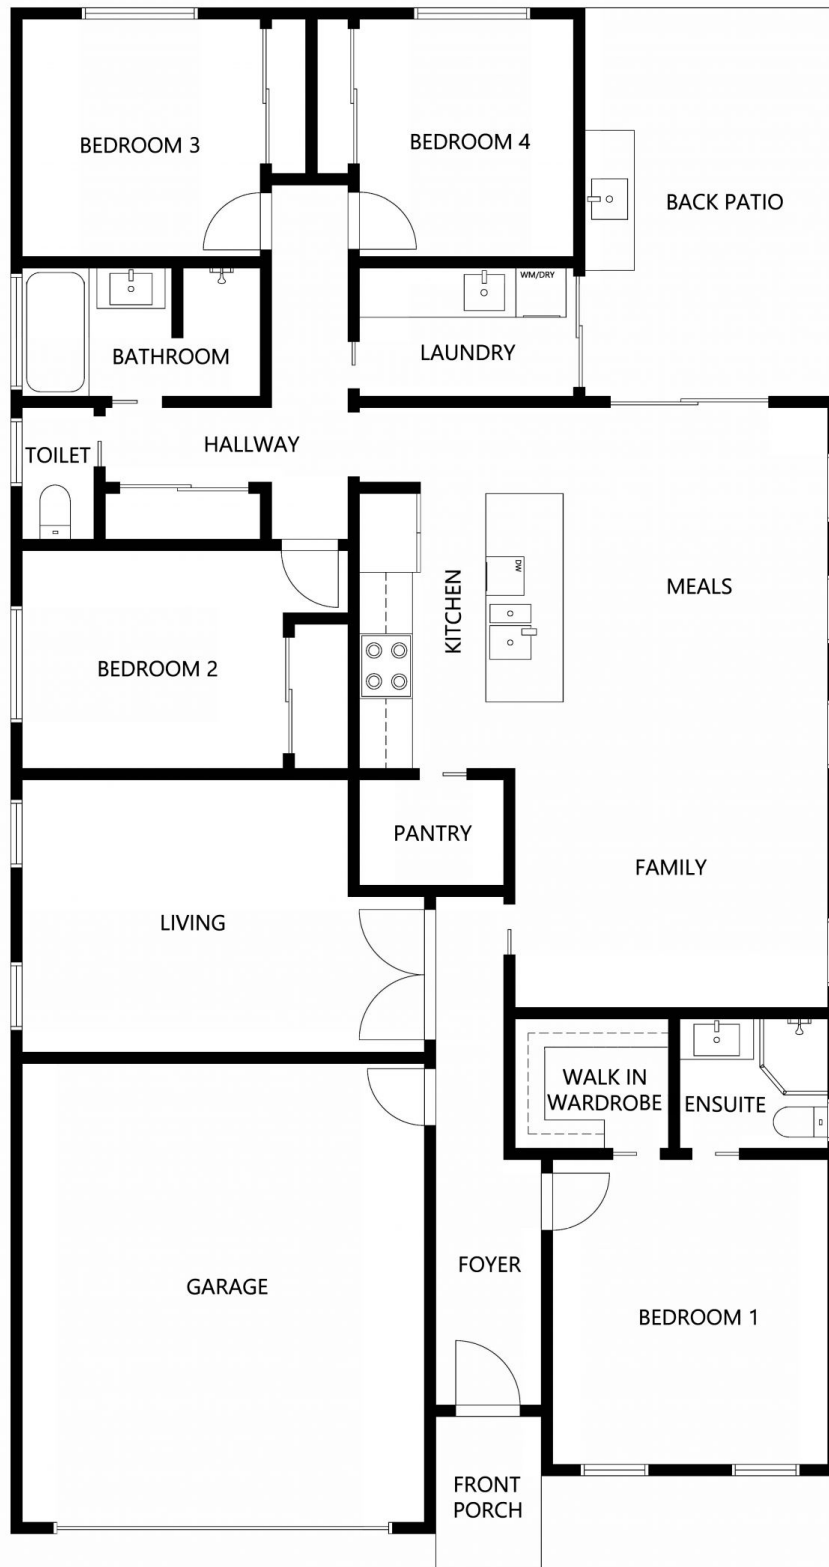 BEDROOM 3
BEDROOM 4
BACK PATIO
WM/DRY
BATHROOM
LAUNDRY
TOILET
HALLWAY
DW
KITCHEN
MEALS
BEDROOM 2
PANTRY
FAMILY
LIVING
WALK IN
WARDROBE
ENSUITE
FOYER
GARAGE
BEDROOM 1
FRONT
PORCH